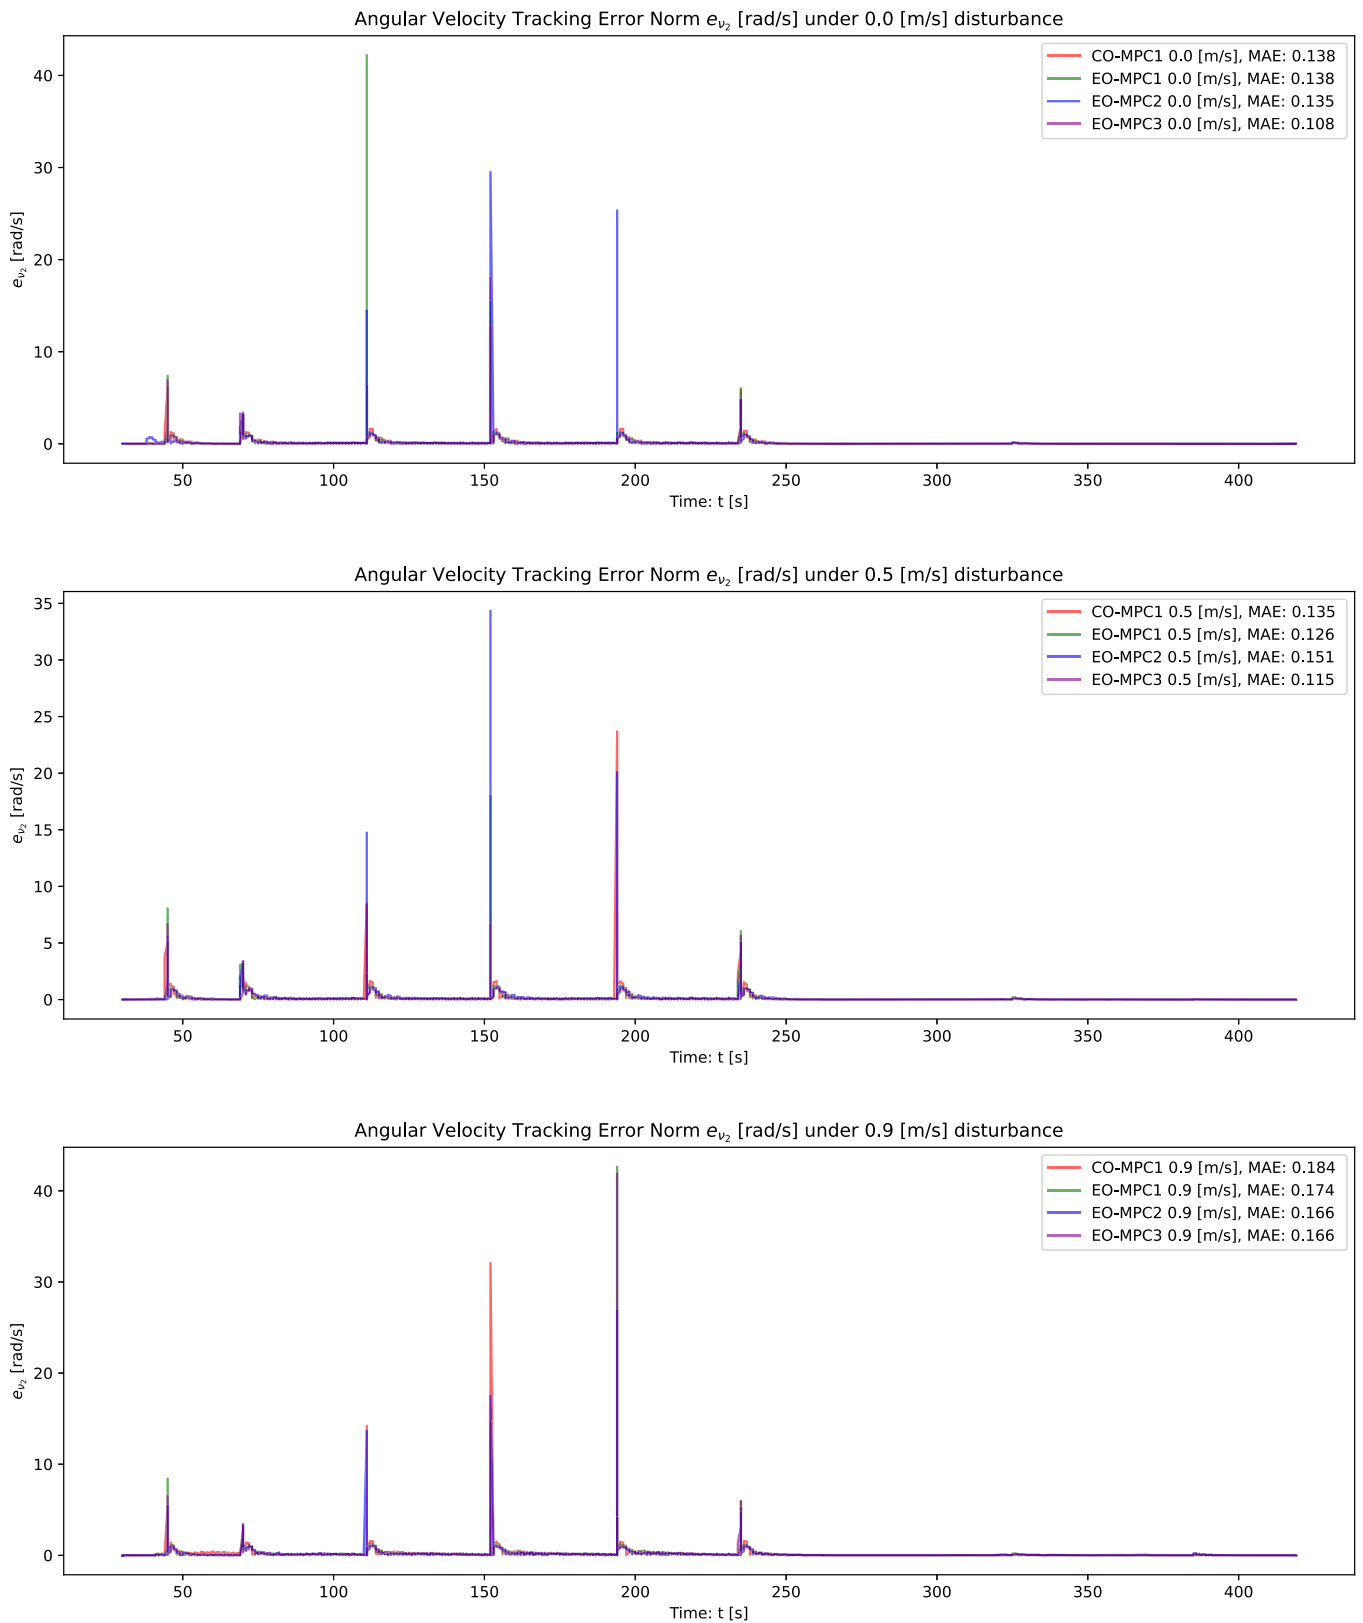 Angular Velocity Tracking Error Norm e_{ν_2} [rad/s] under 0.0 [m/s] disturbance
CO-MPC1 0.0 [m/s], MAE: 0.138
EO-MPC1 0.0 [m/s], MAE: 0.138
EO-MPC2 0.0 [m/s], MAE: 0.135
EO-MPC3 0.0 [m/s], MAE: 0.108
e_{ν_2} [rad/s]
40
30
20
10
0
50 100 150 200 250 300 350 400
Time: t [s]
Angular Velocity Tracking Error Norm e_{ν_2} [rad/s] under 0.5 [m/s] disturbance
CO-MPC1 0.5 [m/s], MAE: 0.135
EO-MPC1 0.5 [m/s], MAE: 0.126
EO-MPC2 0.5 [m/s], MAE: 0.151
EO-MPC3 0.5 [m/s], MAE: 0.115
e_{ν_2} [rad/s]
35
30
25
20
15
10
5
0
50 100 150 200 250 300 350 400
Time: t [s]
Angular Velocity Tracking Error Norm e_{ν_2} [rad/s] under 0.9 [m/s] disturbance
CO-MPC1 0.9 [m/s], MAE: 0.184
EO-MPC1 0.9 [m/s], MAE: 0.174
EO-MPC2 0.9 [m/s], MAE: 0.166
EO-MPC3 0.9 [m/s], MAE: 0.166
e_{ν_2} [rad/s]
40
30
20
10
0
50 100 150 200 250 300 350 400
Time: t [s]